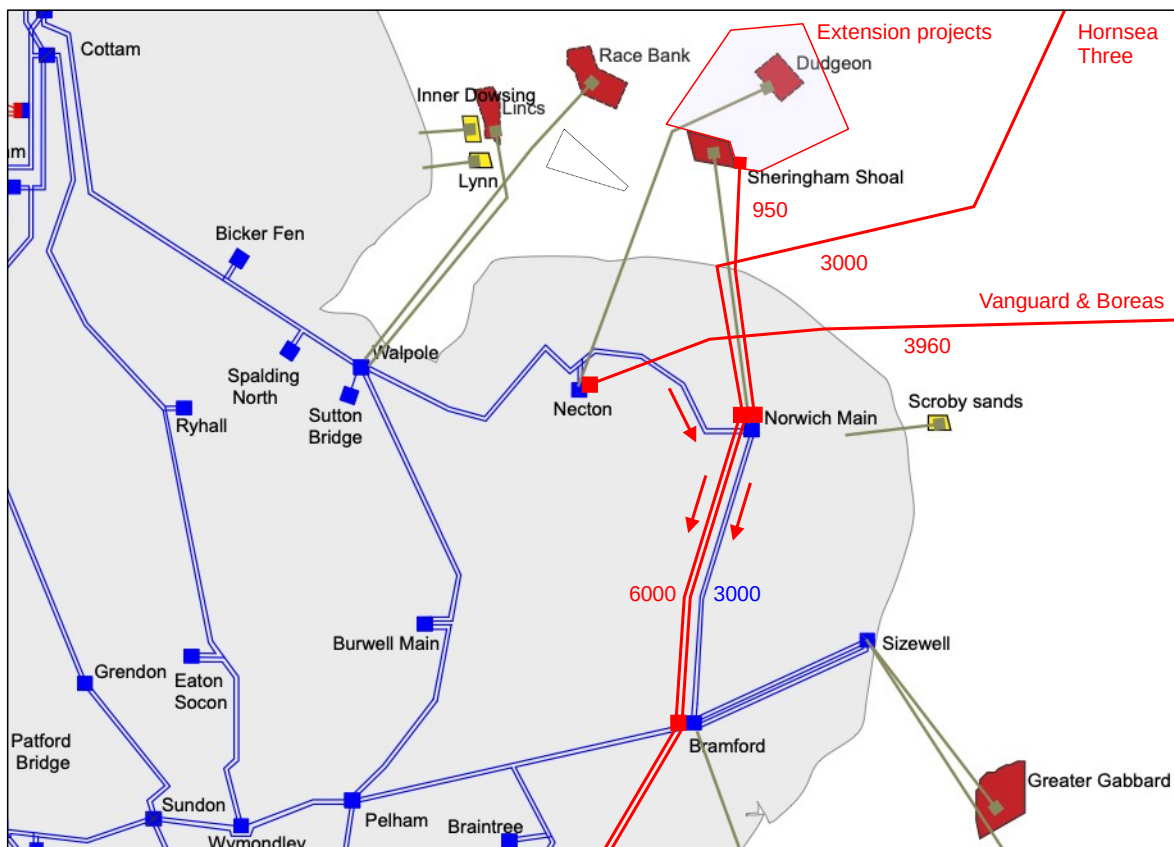 Extension projects
Hornsea
Three
Cottam
Race Bank
Dudgeon
Inner Dowsing
Lincs
Lynn
Sheringham Shoal
950
Bicker Fen
3000
Vanguard & Boreas
3960
Walpole
Spalding
North
Sutton
Bridge
Necton
Norwich Main
Scroby sands
Ryhall
6000
3000
Burwell Main
Sizewell
Grendon
Eaton
Socon
Patford
Bridge
Bramford
Greater Gabbard
Sundon
Pelham
Braintree
Wymondley